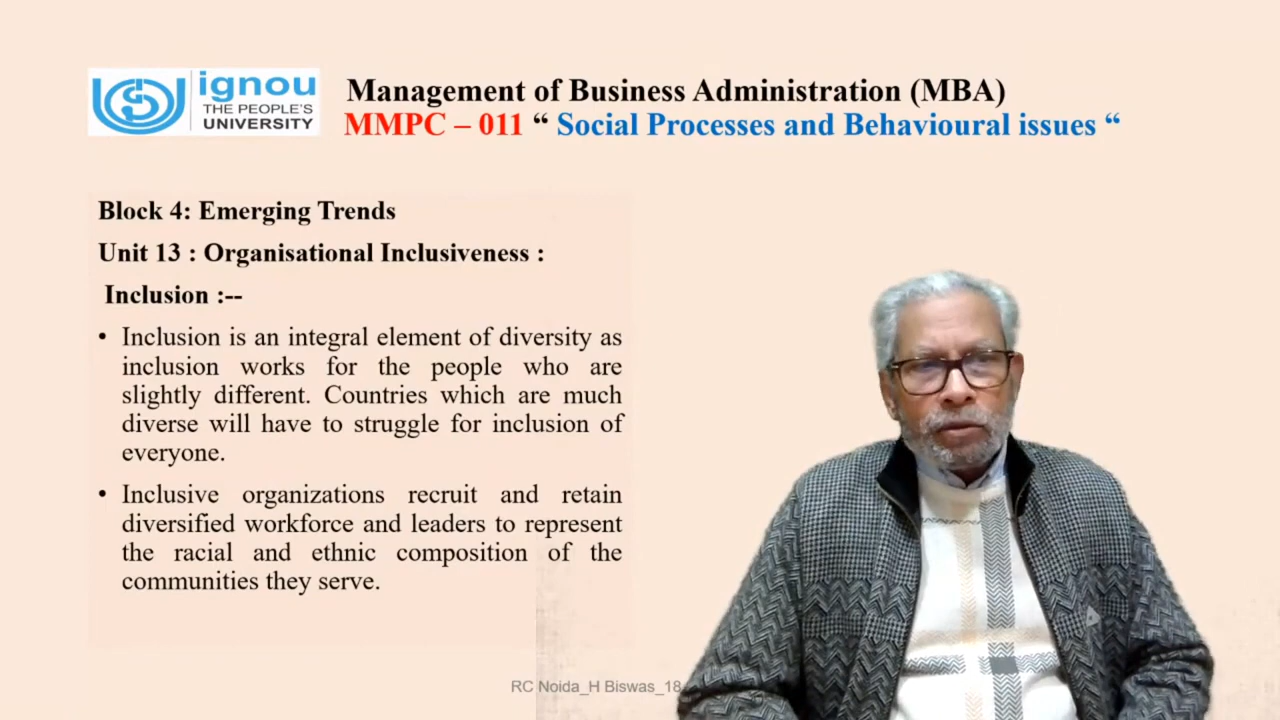 ignou
THE PEOPLE'S
UNIVERSITY
Management of Business Administration (MBA)
MMPC – 011 “ Social Processes and Behavioural issues “
Block 4: Emerging Trends
Unit 13 : Organisational Inclusiveness :
Inclusion :--
• Inclusion is an integral element of diversity as
inclusion works for the people who are
slightly different. Countries which are much
diverse will have to struggle for inclusion of
everyone.
• Inclusive organizations recruit and retain
diversified workforce and leaders to represent
the racial and ethnic composition of the
communities they serve.
RC Noida_H Biswas_18